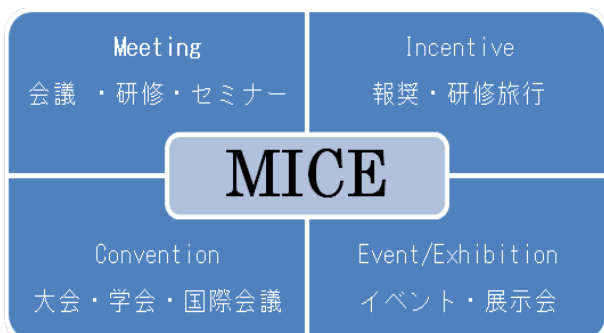 Meeting
会議 ・研修・セミナー
Incentive
報奨・研修旅行
MICE
Convention
大会・学会・国際会議
Event/Exhibition
イベント・展示会